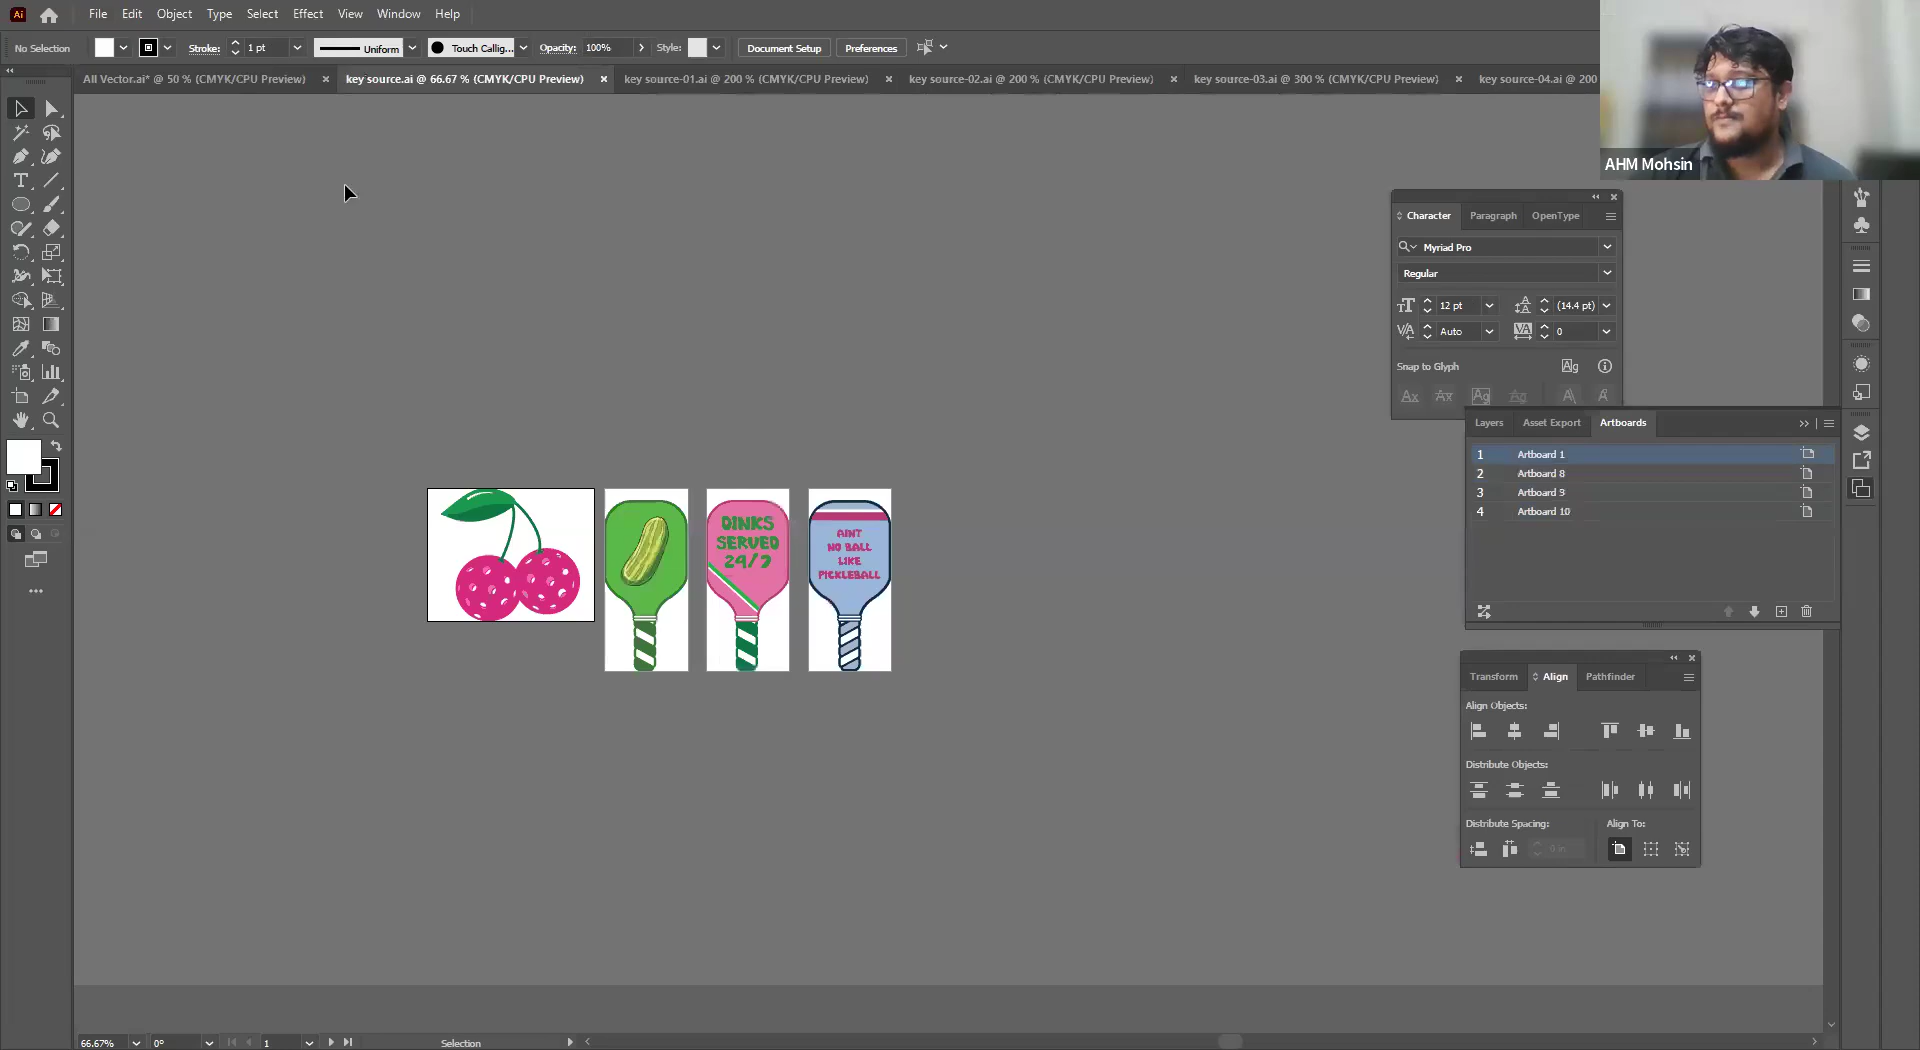 Ai File Edit Object Type Select Effect View Window Help
No Selection Stroke: 1 pt Uniform Touch Callig... Opacity: 100% Style: Document Setup Preferences
All Vector.ai* @ 50 % (CMYK/CPU Preview) key source.ai @ 66.67 % (CMYK/CPU Preview) key source-01.ai @ 200 % (CMYK/CPU Preview) key source-02.ai @ 200 % (CMYK/CPU Preview) key source-03.ai @ 300 % (CMYK/CPU Preview) key source-04.ai @ 200
AHM Mohsin
Character Paragraph OpenType
Myriad Pro
Regular
12 pt (14.4 pt)
Auto 0
Snap to Glyph
Layers Asset Export Artboards
1 Artboard 1
2 Artboard 8
3 Artboard 3
4 Artboard 10
DINKS
SERVED
24/7
AINT
NO BALL
LIKE
PICKLEBALL
Transform Align Pathfinder
Align Objects:
Distribute Objects:
Distribute Spacing: Align To:
0 in
66.67% 0° 1 Selection